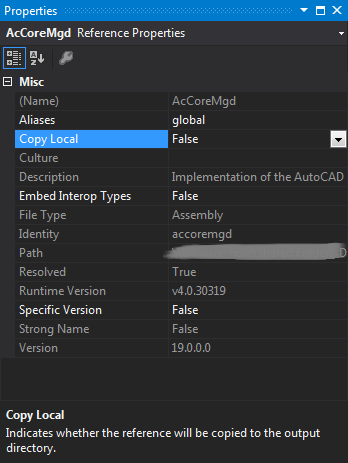 Properties
AcCoreMgd Reference Properties
Misc
(Name) AcCoreMgd
Aliases global
Copy Local False
Culture
Description Implementation of the AutoCAD
Embed Interop Types False
File Type Assembly
Identity accoremgd
Path
Resolved True
Runtime Version v4.0.30319
Specific Version False
Strong Name False
Version 19.0.0.0
Copy Local
Indicates whether the reference will be copied to the output
directory.